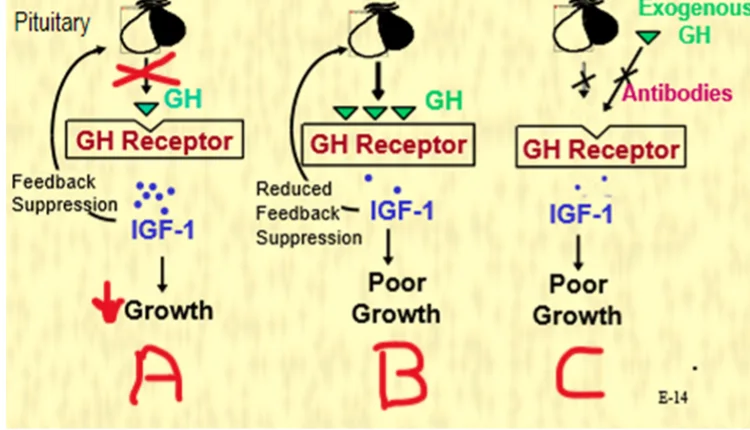 Pituitary
GH
GH Receptor
Feedback
Suppression
IGF-1
Growth
A
GH
GH Receptor
Reduced
Feedback
Suppression
IGF-1
Poor
Growth
B
Exogenous
GH
Antibodies
GH Receptor
IGF-1
Poor
Growth
C
E-14